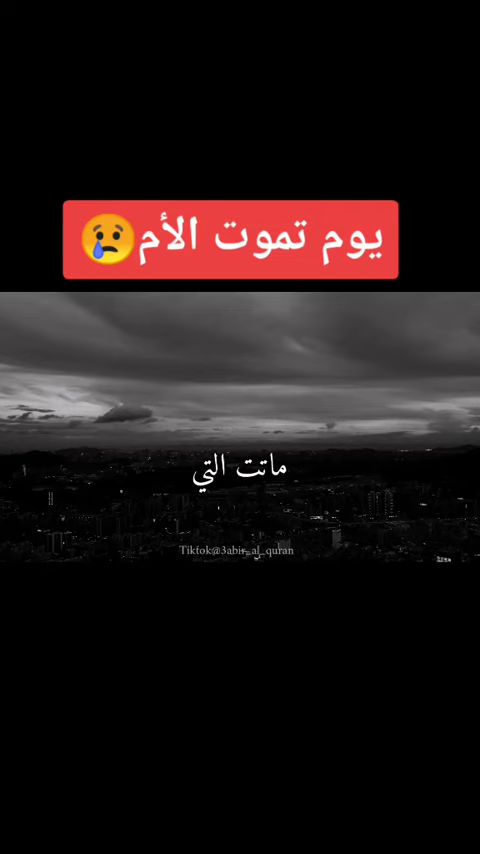 يوم تموت الأم😢
ماتت التي
Tiktok@3abir_al_quran